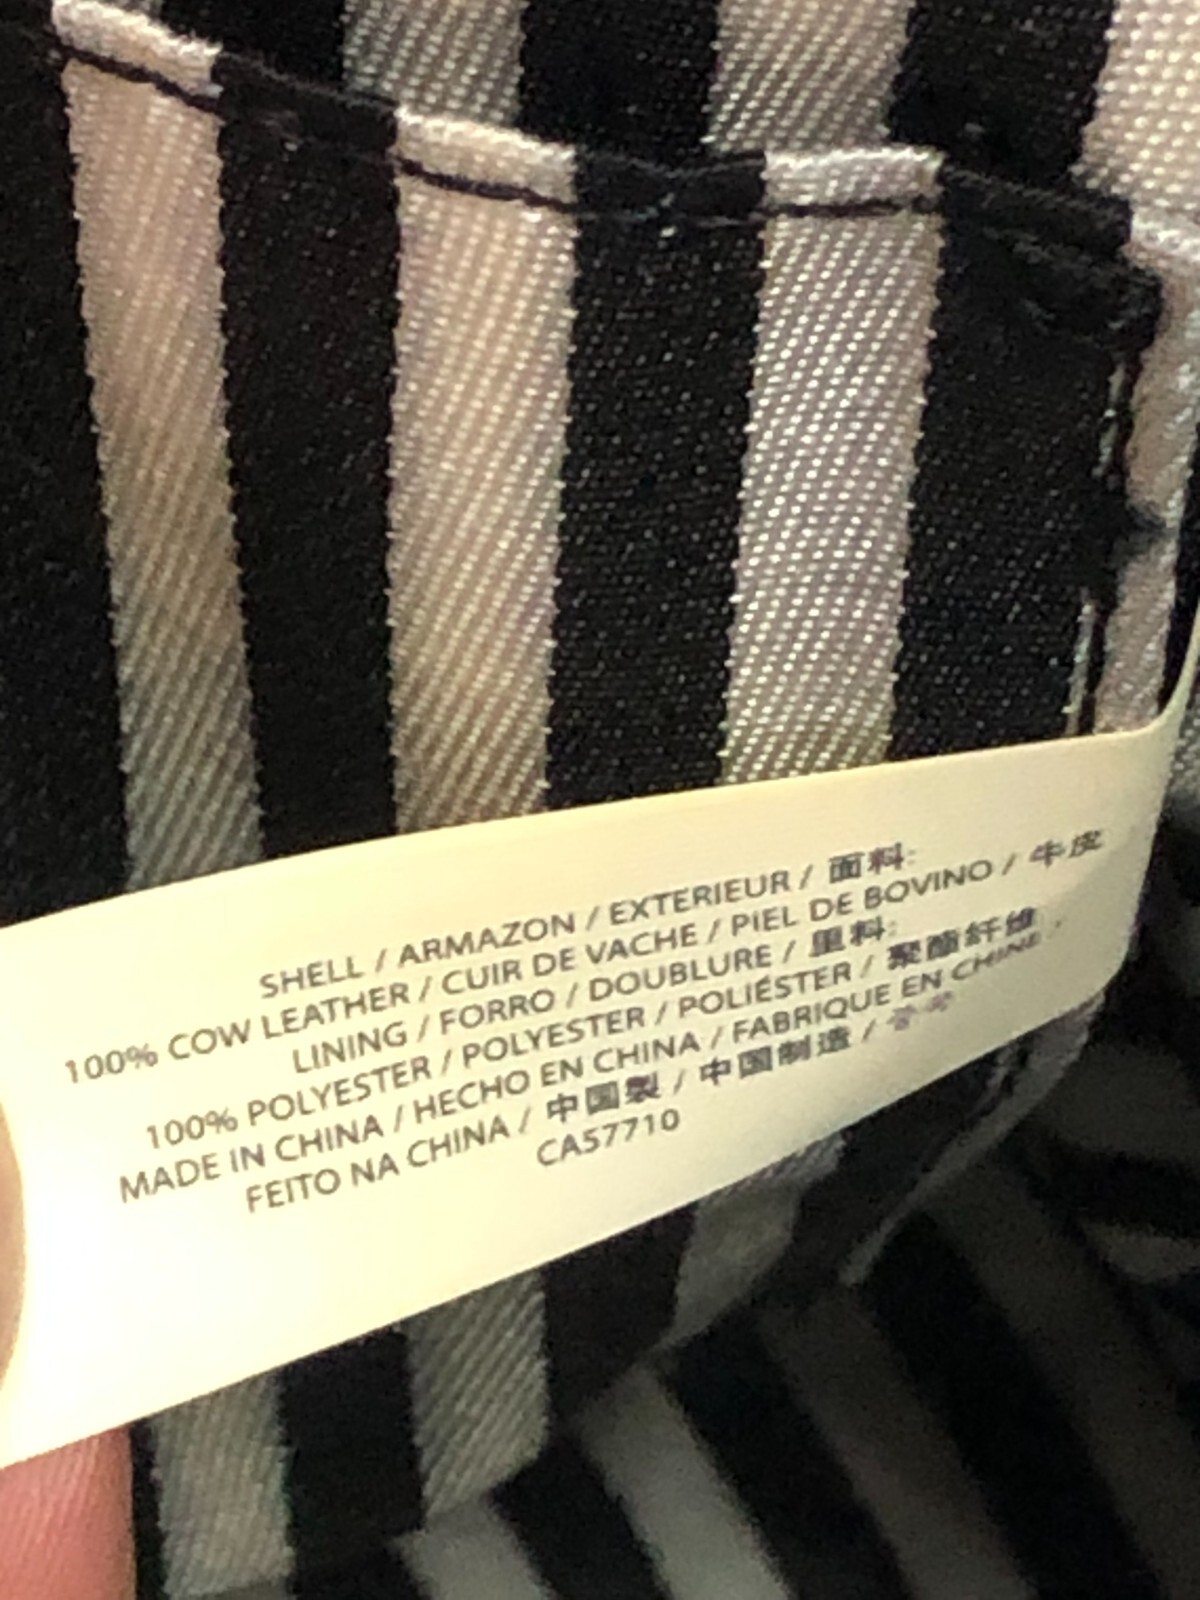 SHELL / ARMAZON / EXTERIEUR / 面料:
100% COW LEATHER / CUIR DE VACHE / PIEL DE BOVINO / 牛皮
LINING / FORRO / DOUBLURE / 里料:
100% POLYESTER / POLYESTER / POLIÉSTER / 聚酯纤维
MADE IN CHINA / HECHO EN CHINA / FABRIQUE EN CHINE
FEITO NA CHINA / 中国製 / 中国制造 /
CA57710